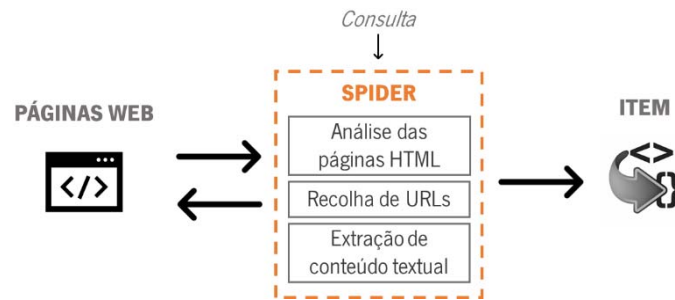 Consulta
SPIDER
PÁGINAS WEB
ITEM
Análise das
páginas HTML
Recolha de URLs
Extração de
conteúdo textual
</>
<>
{}